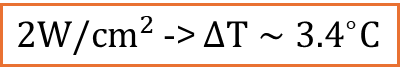 2W/cm² -> ΔT ~ 3.4°C